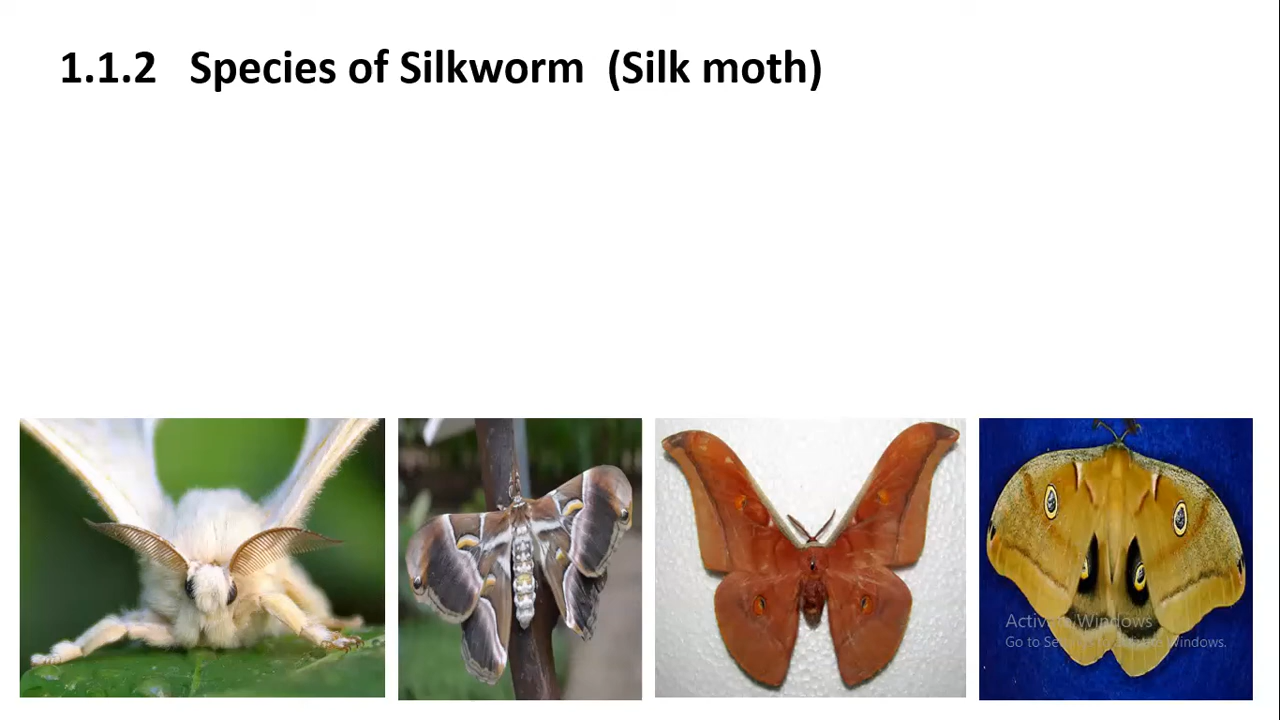 1.1.2 Species of Silkworm (Silk moth)
Activate Windows
Go to Settings to activate Windows.